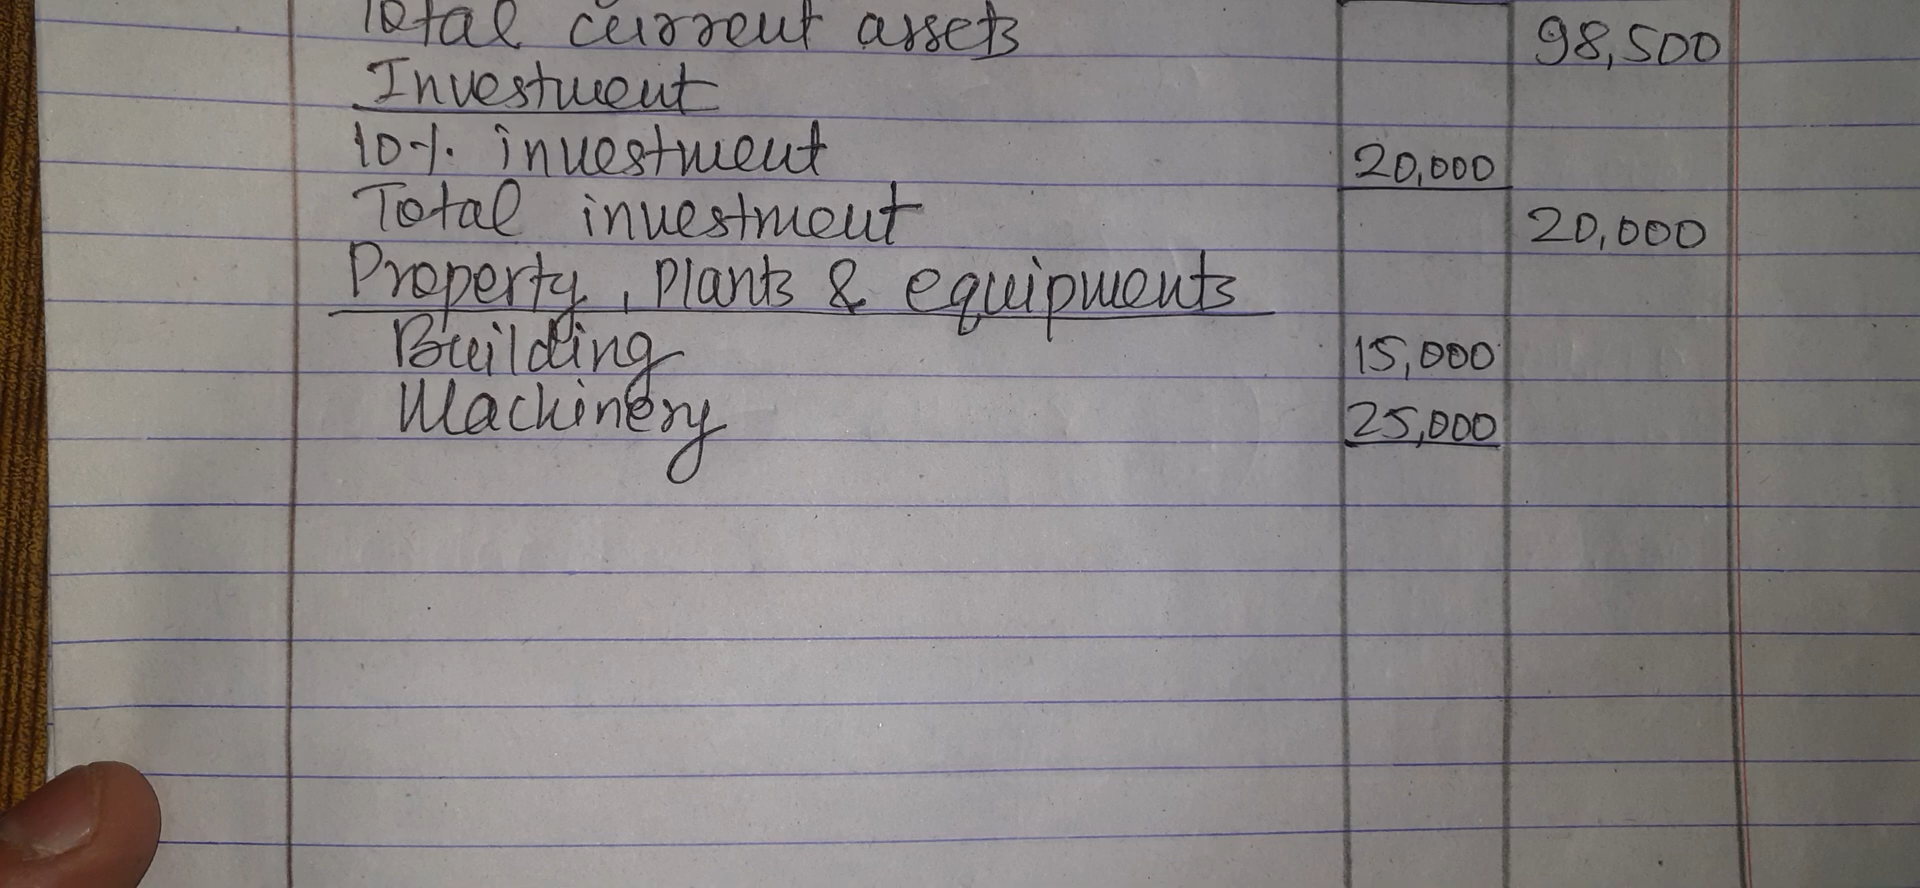 Total current assets 98,500
Investment
10% investment 20,000
Total investment 20,000
Property, Plants & equipments
Building 15,000
Machinery 25,000